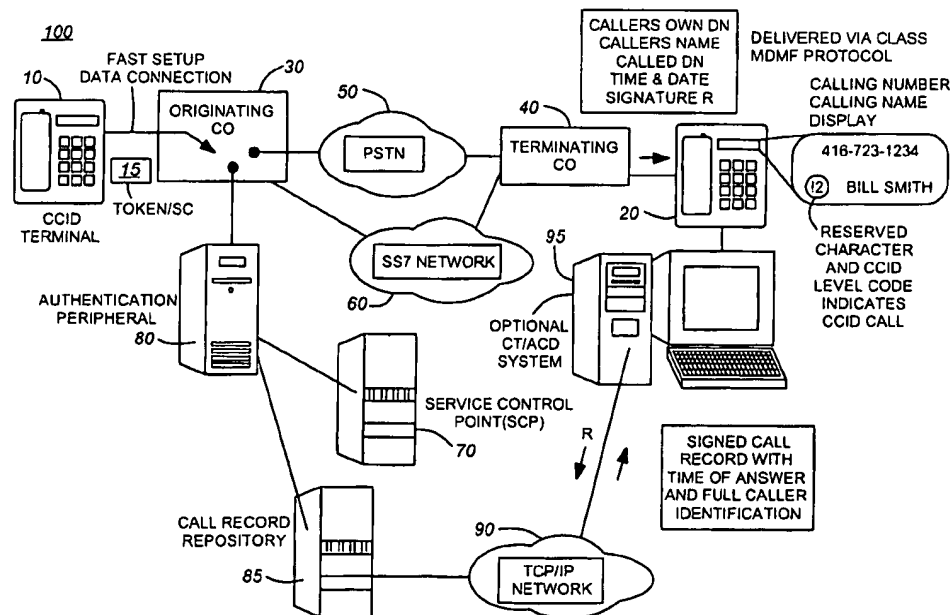 100
10
FAST SETUP
DATA CONNECTION
30
ORIGINATING
CO
15
TOKEN/SC
CCID
TERMINAL
50
PSTN
40
TERMINATING
CO
CALLERS OWN DN
CALLERS NAME
CALLED DN
TIME & DATE
SIGNATURE R
DELIVERED VIA CLASS
MDMF PROTOCOL
CALLING NUMBER
CALLING NAME
DISPLAY
416-723-1234
!2 BILL SMITH
20
RESERVED
CHARACTER
AND CCID
LEVEL CODE
INDICATES
CCID CALL
SS7 NETWORK
60
95
OPTIONAL
CT/ACD
SYSTEM
AUTHENTICATION
PERIPHERAL
80
SERVICE CONTROL
POINT(SCP)
70
R
SIGNED CALL
RECORD WITH
TIME OF ANSWER
AND FULL CALLER
IDENTIFICATION
CALL RECORD
REPOSITORY
85
90
TCP/IP
NETWORK